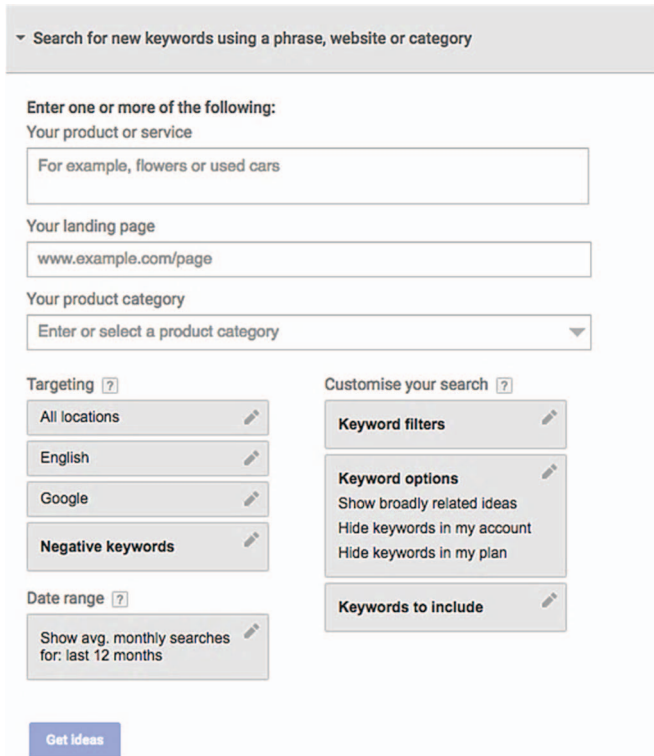 Search for new keywords using a phrase, website or category
Enter one or more of the following:
Your product or service
For example, flowers or used cars
Your landing page
www.example.com/page
Your product category
Enter or select a product category
Targeting ?
All locations
English
Google
Negative keywords
Date range ?
Show avg. monthly searches
for: last 12 months
Customise your search ?
Keyword filters
Keyword options
Show broadly related ideas
Hide keywords in my account
Hide keywords in my plan
Keywords to include
Get ideas